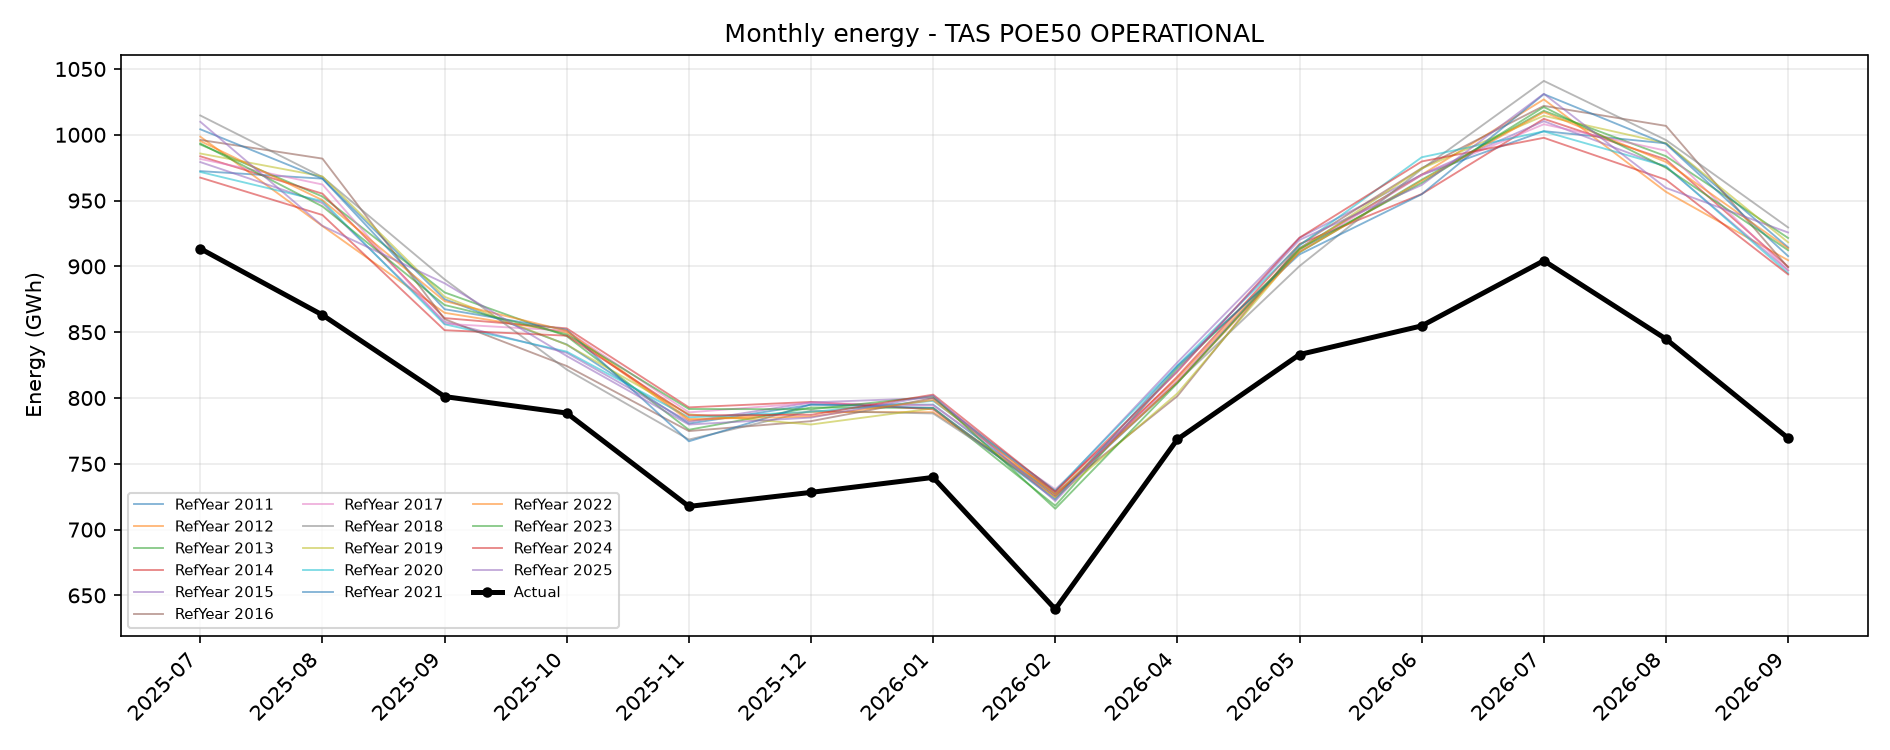 Monthly energy - TAS POE50 OPERATIONAL
Energy (GWh)
1050
1000
950
900
850
800
750
700
650
RefYear 2011
RefYear 2012
RefYear 2013
RefYear 2014
RefYear 2015
RefYear 2016
RefYear 2017
RefYear 2018
RefYear 2019
RefYear 2020
RefYear 2021
RefYear 2022
RefYear 2023
RefYear 2024
RefYear 2025
Actual
2025-07
2025-08
2025-09
2025-10
2025-11
2025-12
2026-01
2026-02
2026-04
2026-05
2026-06
2026-07
2026-08
2026-09